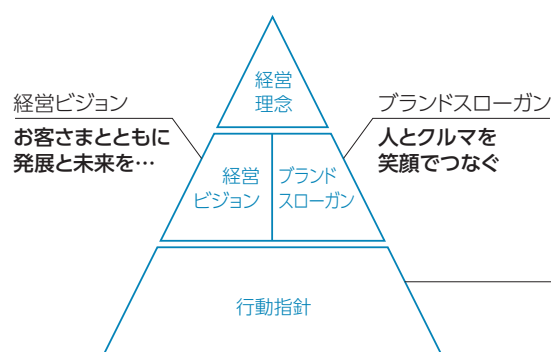 経営
理念
経営ビジョン
お客さまとともに
発展と未来を…
ブランドスローガン
人とクルマを
笑顔でつなぐ
経営
ビジョン
ブランド
スローガン
行動指針